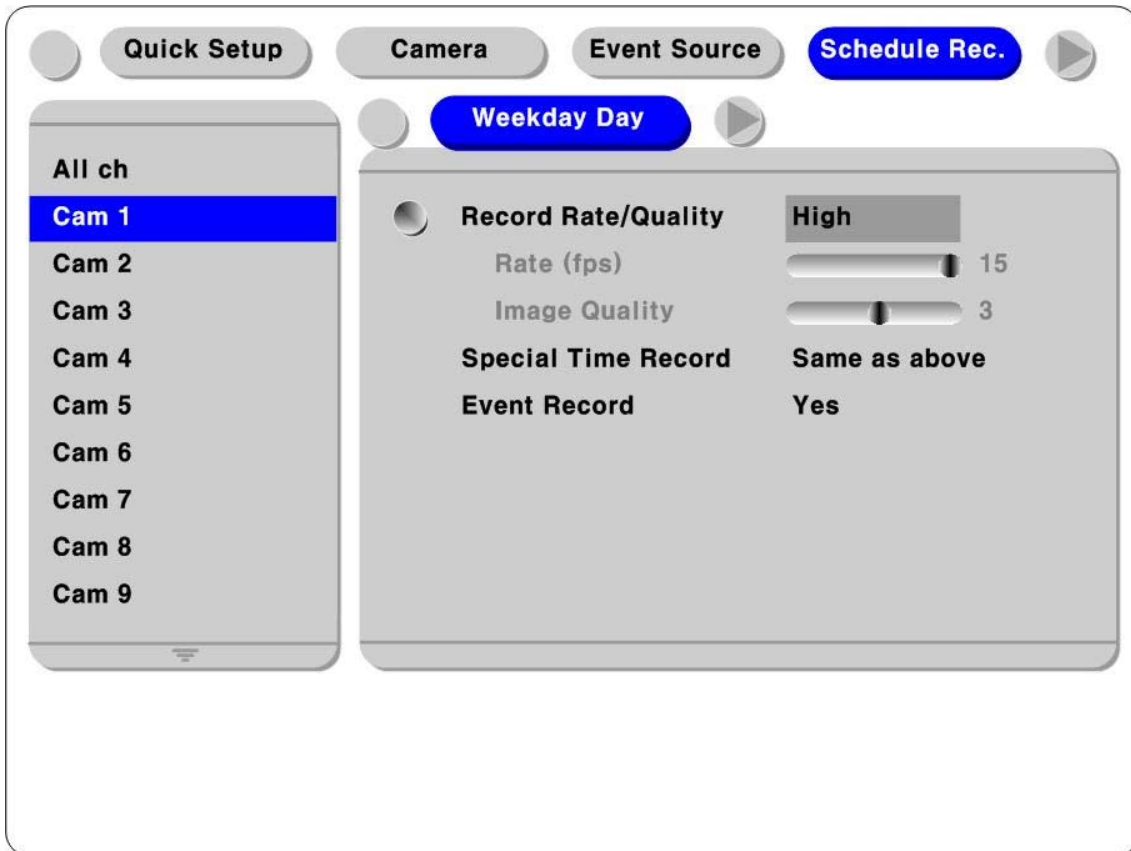 Quick Setup Camera Event Source Schedule Rec.
Weekday Day
All ch
Cam 1
Cam 2
Cam 3
Cam 4
Cam 5
Cam 6
Cam 7
Cam 8
Cam 9
Record Rate/Quality High
Rate (fps) 15
Image Quality 3
Special Time Record Same as above
Event Record Yes